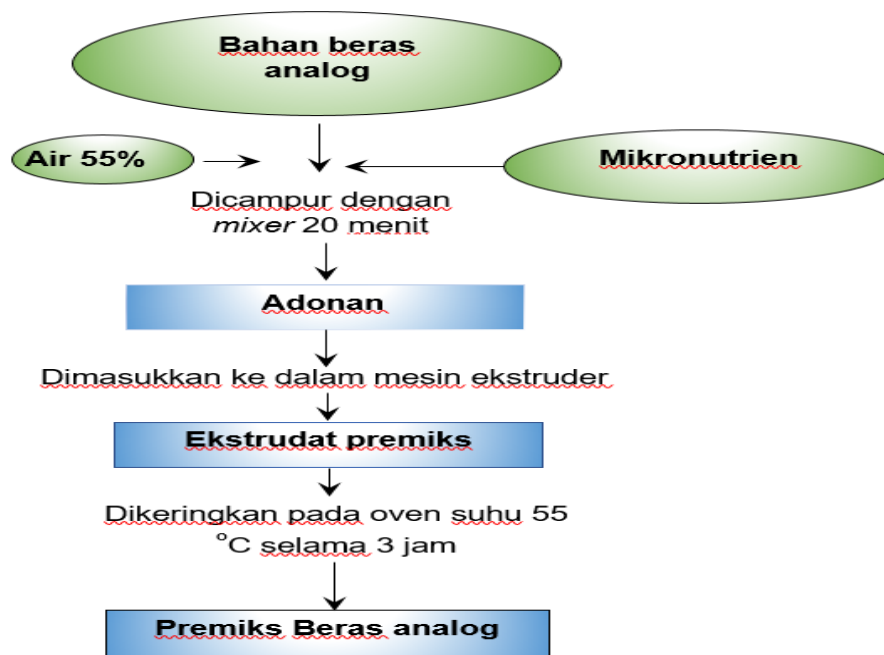 Bahan beras
analog
Air 55%
Mikronutrien
Dicampur dengan
mixer 20 menit
Adonan
Dimasukkan ke dalam mesin ekstruder
Ekstrudat premiks
Dikeringkan pada oven suhu 55
°C selama 3 jam
Premiks Beras analog